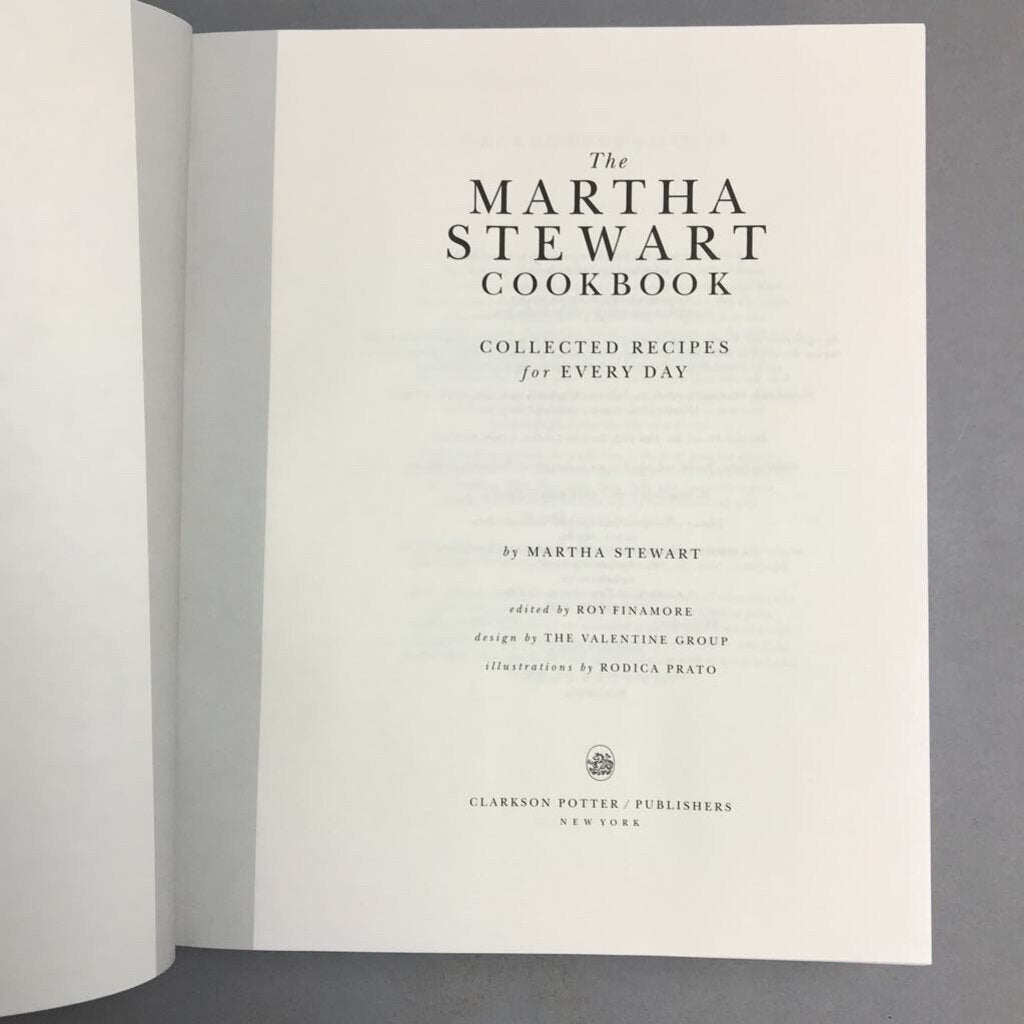 The
MARTHA
STEWART
COOKBOOK
COLLECTED RECIPES
for EVERY DAY
by MARTHA STEWART
edited by ROY FINAMORE
design by THE VALENTINE GROUP
illustrations by RODICA PRATO
CLARKSON POTTER / PUBLISHERS
NEW YORK